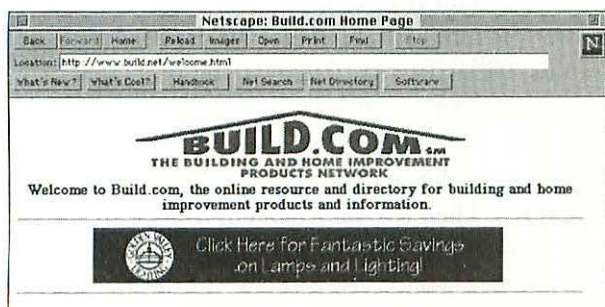 Netscape: Build.com Home Page
Back Forward Home Reload Images Open Print Find Stop
N
Location: http://www.build.net/welcome.html
What's New? What's Cool? Handbook Net Search Net Directory Software
BUILD.COM SM
THE BUILDING AND HOME IMPROVEMENT
PRODUCTS NETWORK
Welcome to Build.com, the online resource and directory for building and home
improvement products and information.
GOLDEN VALLEY LIGHTING
Click Here for Fantastic Savings
on Lamps and Lighting!